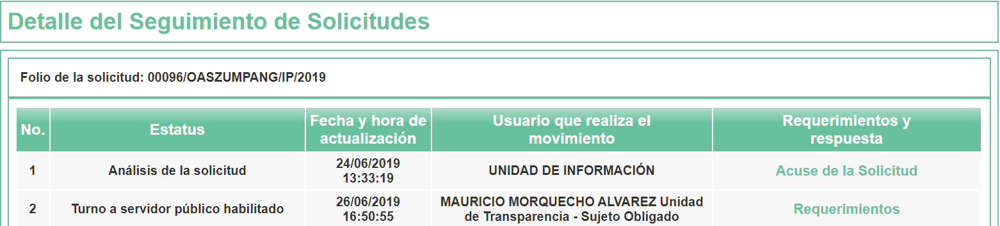 Detalle del Seguimiento de Solicitudes
Folio de la solicitud: 00096/OASZUMPANG/IP/2019
No.
Estatus
Fecha y hora de
actualización
Usuario que realiza el
movimiento
Requerimientos y
respuesta
1
Análisis de la solicitud
24/06/2019
13:33:19
UNIDAD DE INFORMACIÓN
Acuse de la Solicitud
2
Turno a servidor público habilitado
26/06/2019
16:50:55
MAURICIO MORQUECHO ALVAREZ Unidad
de Transparencia - Sujeto Obligado
Requerimientos